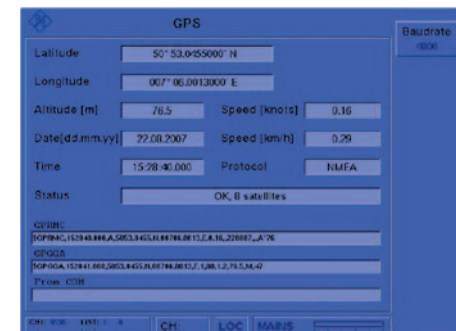 GPS
Baudrate
4800
Latitude 50° 53.0455000' N
Longitude 007° 06.0013000' E
Altitude [m] 76.5 Speed [knots] 0.16
Date[dd.mm.yy] 22.08.2007 Speed [km/h] 0.29
Time 15:28:40.000 Protocol NMEA
Status OK, 8 satellites
GPRMC
GPGGA
From COM
CH: LOC MAINS